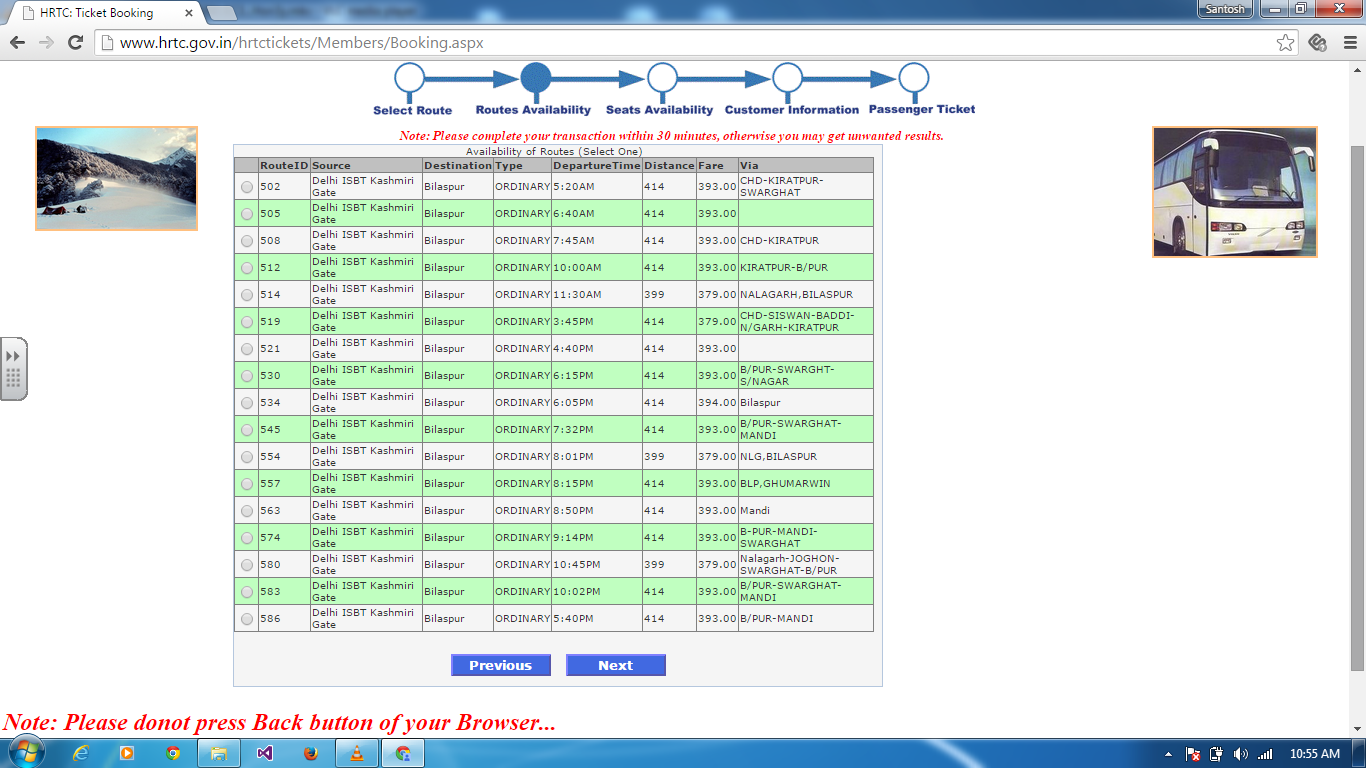 HRTC: Ticket Booking
Santosh
www.hrtc.gov.in/hrtctickets/Members/Booking.aspx
Select Route Routes Availability Seats Availability Customer Information Passenger Ticket
Note: Please complete your transaction within 30 minutes, otherwise you may get unwanted results.
Availability of Routes (Select One)
RouteID Source Destination Type DepartureTime Distance Fare Via
502 Delhi ISBT Kashmiri Gate Bilaspur ORDINARY 5:20AM 414 393.00 CHD-KIRATPUR-SWARGHAT
505 Delhi ISBT Kashmiri Gate Bilaspur ORDINARY 6:40AM 414 393.00
508 Delhi ISBT Kashmiri Gate Bilaspur ORDINARY 7:45AM 414 393.00 CHD-KIRATPUR
512 Delhi ISBT Kashmiri Gate Bilaspur ORDINARY 10:00AM 414 393.00 KIRATPUR-B/PUR
514 Delhi ISBT Kashmiri Gate Bilaspur ORDINARY 11:30AM 399 379.00 NALAGARH,BILASPUR
519 Delhi ISBT Kashmiri Gate Bilaspur ORDINARY 3:45PM 414 379.00 CHD-SISWAN-BADDI-N/GARH-KIRATPUR
521 Delhi ISBT Kashmiri Gate Bilaspur ORDINARY 4:40PM 414 393.00
530 Delhi ISBT Kashmiri Gate Bilaspur ORDINARY 6:15PM 414 393.00 B/PUR-SWARGHT-S/NAGAR
534 Delhi ISBT Kashmiri Gate Bilaspur ORDINARY 6:05PM 414 394.00 Bilaspur
545 Delhi ISBT Kashmiri Gate Bilaspur ORDINARY 7:32PM 414 393.00 B/PUR-SWARGHAT-MANDI
554 Delhi ISBT Kashmiri Gate Bilaspur ORDINARY 8:01PM 399 379.00 NLG,BILASPUR
557 Delhi ISBT Kashmiri Gate Bilaspur ORDINARY 8:15PM 414 393.00 BLP,GHUMARWIN
563 Delhi ISBT Kashmiri Gate Bilaspur ORDINARY 8:50PM 414 393.00 Mandi
574 Delhi ISBT Kashmiri Gate Bilaspur ORDINARY 9:14PM 414 393.00 B-PUR-MANDI-SWARGHAT
580 Delhi ISBT Kashmiri Gate Bilaspur ORDINARY 10:45PM 399 379.00 Nalagarh-JOGHON-SWARGHAT-B/PUR
583 Delhi ISBT Kashmiri Gate Bilaspur ORDINARY 10:02PM 414 393.00 B/PUR-SWARGHAT-MANDI
586 Delhi ISBT Kashmiri Gate Bilaspur ORDINARY 5:40PM 414 393.00 B/PUR-MANDI
Previous Next
Note: Please donot press Back button of your Browser...
10:55 AM